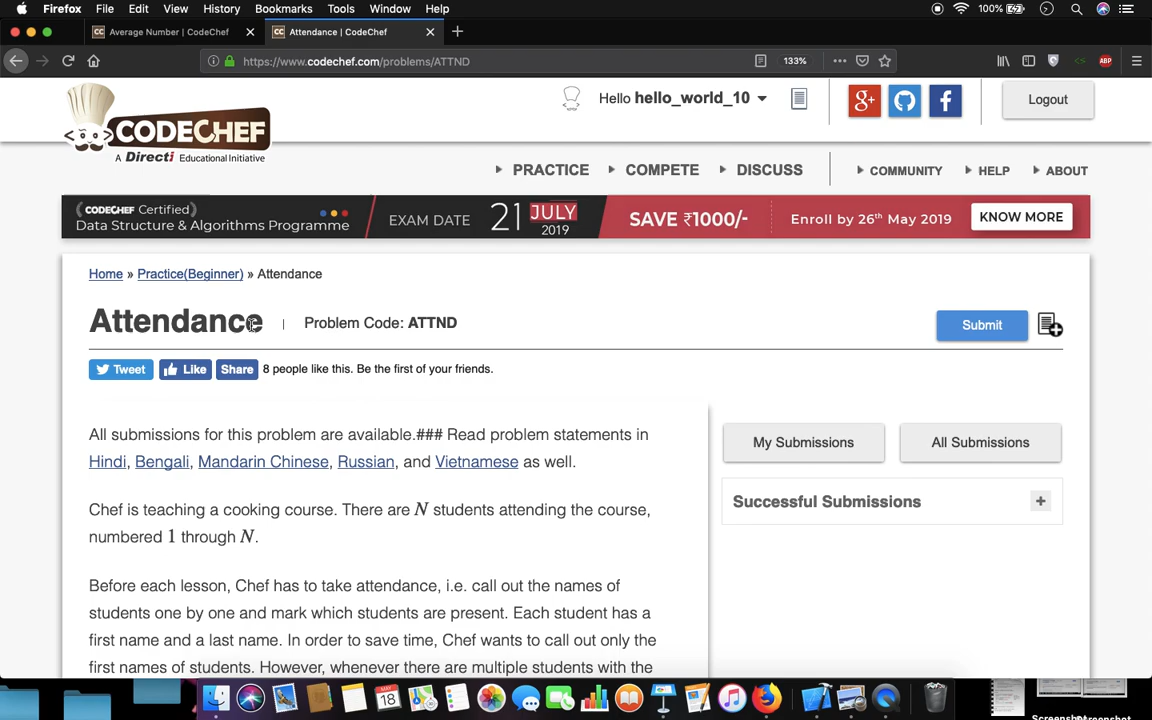 Firefox File Edit View History Bookmarks Tools Window Help 100%
CC Average Number | CodeChef CC Attendance | CodeChef
https://www.codechef.com/problems/ATTND 133% ABP
Hello hello_world_10 g+ f Logout
CODECHEF
A Directi Educational Initiative
PRACTICE COMPETE DISCUSS COMMUNITY HELP ABOUT
(CODECHEF Certified)
Data Structure & Algorithms Programme
EXAM DATE 21 JULY 2019
SAVE ₹1000/- Enroll by 26th May 2019 KNOW MORE
Home » Practice(Beginner) » Attendance
Attendance | Problem Code: ATTND Submit
Tweet Like Share 8 people like this. Be the first of your friends.
All submissions for this problem are available.### Read problem statements in
Hindi, Bengali, Mandarin Chinese, Russian, and Vietnamese as well.
My Submissions All Submissions
Successful Submissions +
Chef is teaching a cooking course. There are N students attending the course,
numbered 1 through N.
Before each lesson, Chef has to take attendance, i.e. call out the names of
students one by one and mark which students are present. Each student has a
first name and a last name. In order to save time, Chef wants to call out only the
first names of students. However, whenever there are multiple students with the
MAY
18